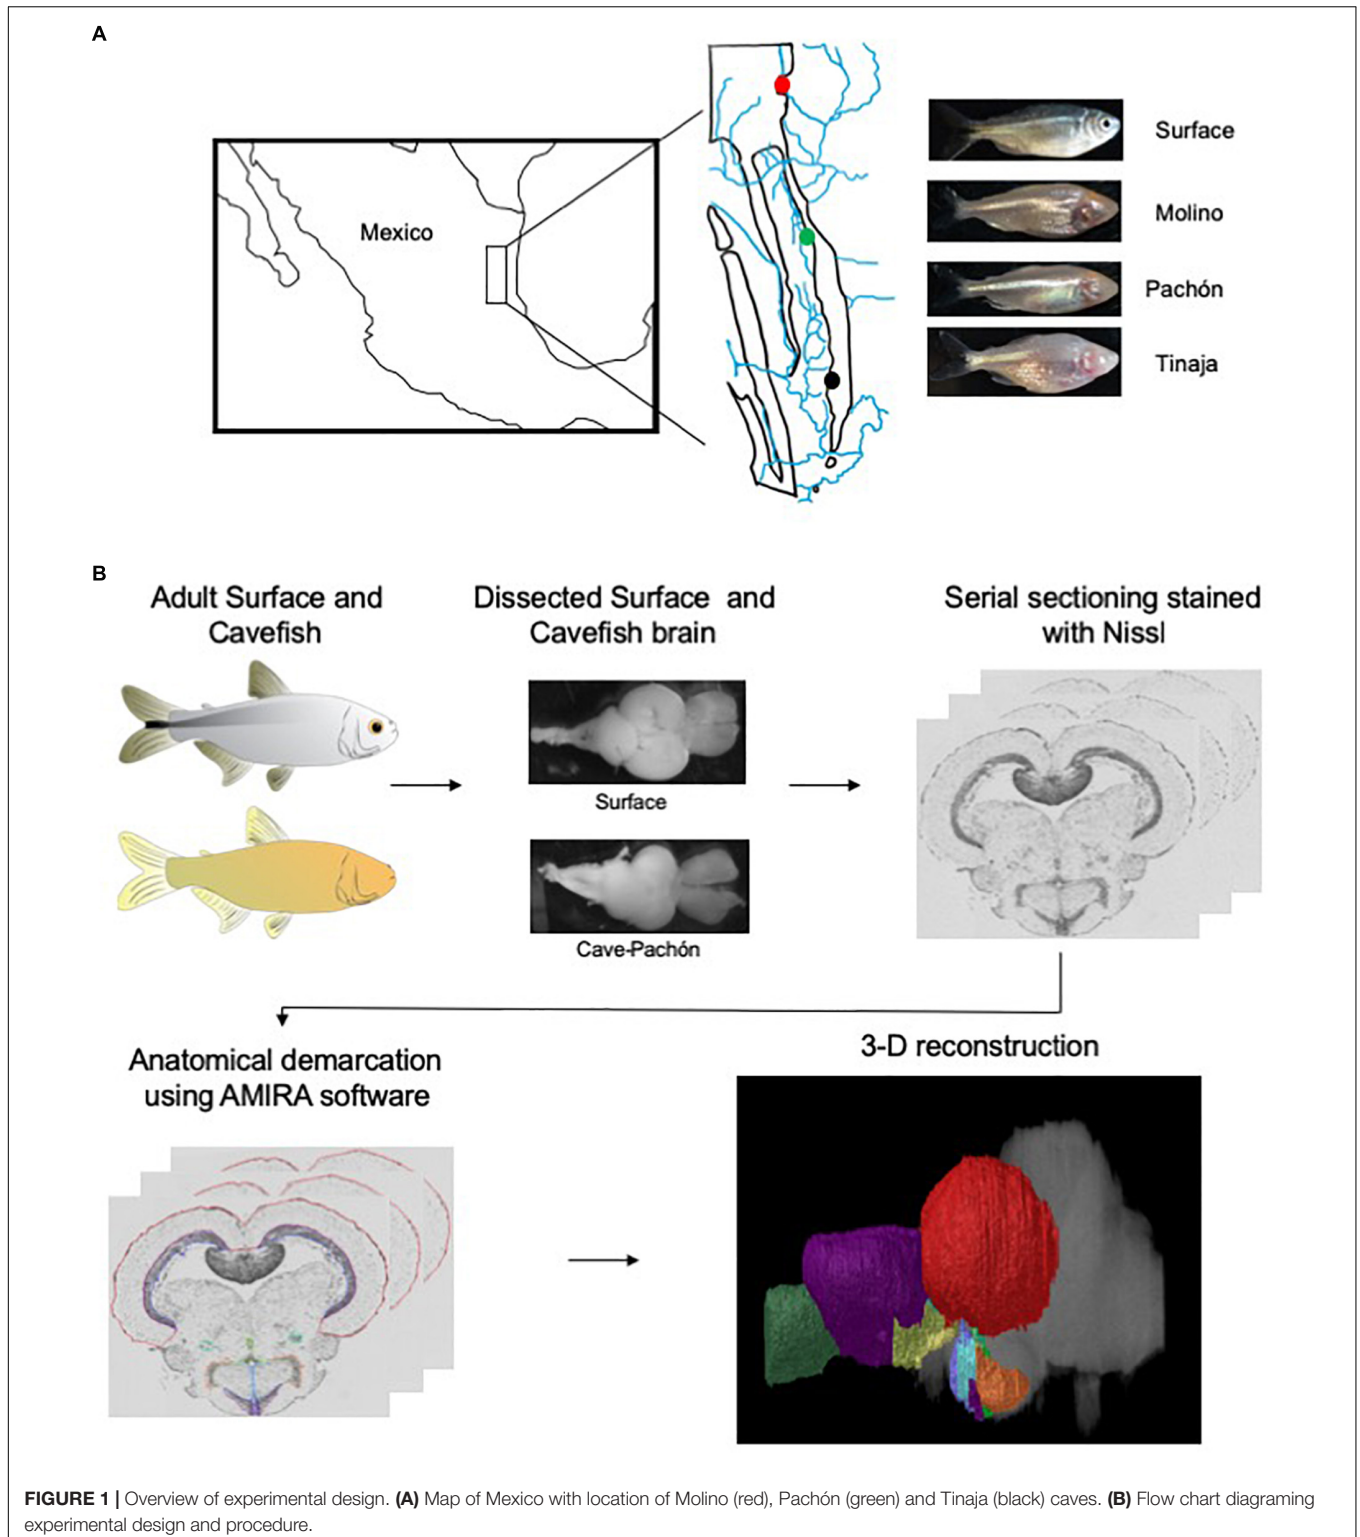 A
Mexico
Surface
Molino
Pachón
Tinaja
B
Adult Surface and
Cavefish
Dissected Surface and
Cavefish brain
Serial sectioning stained
with Nissl
Surface
Cave-Pachón
Anatomical demarcation
using AMIRA software
3-D reconstruction
FIGURE 1 | Overview of experimental design. (A) Map of Mexico with location of Molino (red), Pachón (green) and Tinaja (black) caves. (B) Flow chart diagraming
experimental design and procedure.